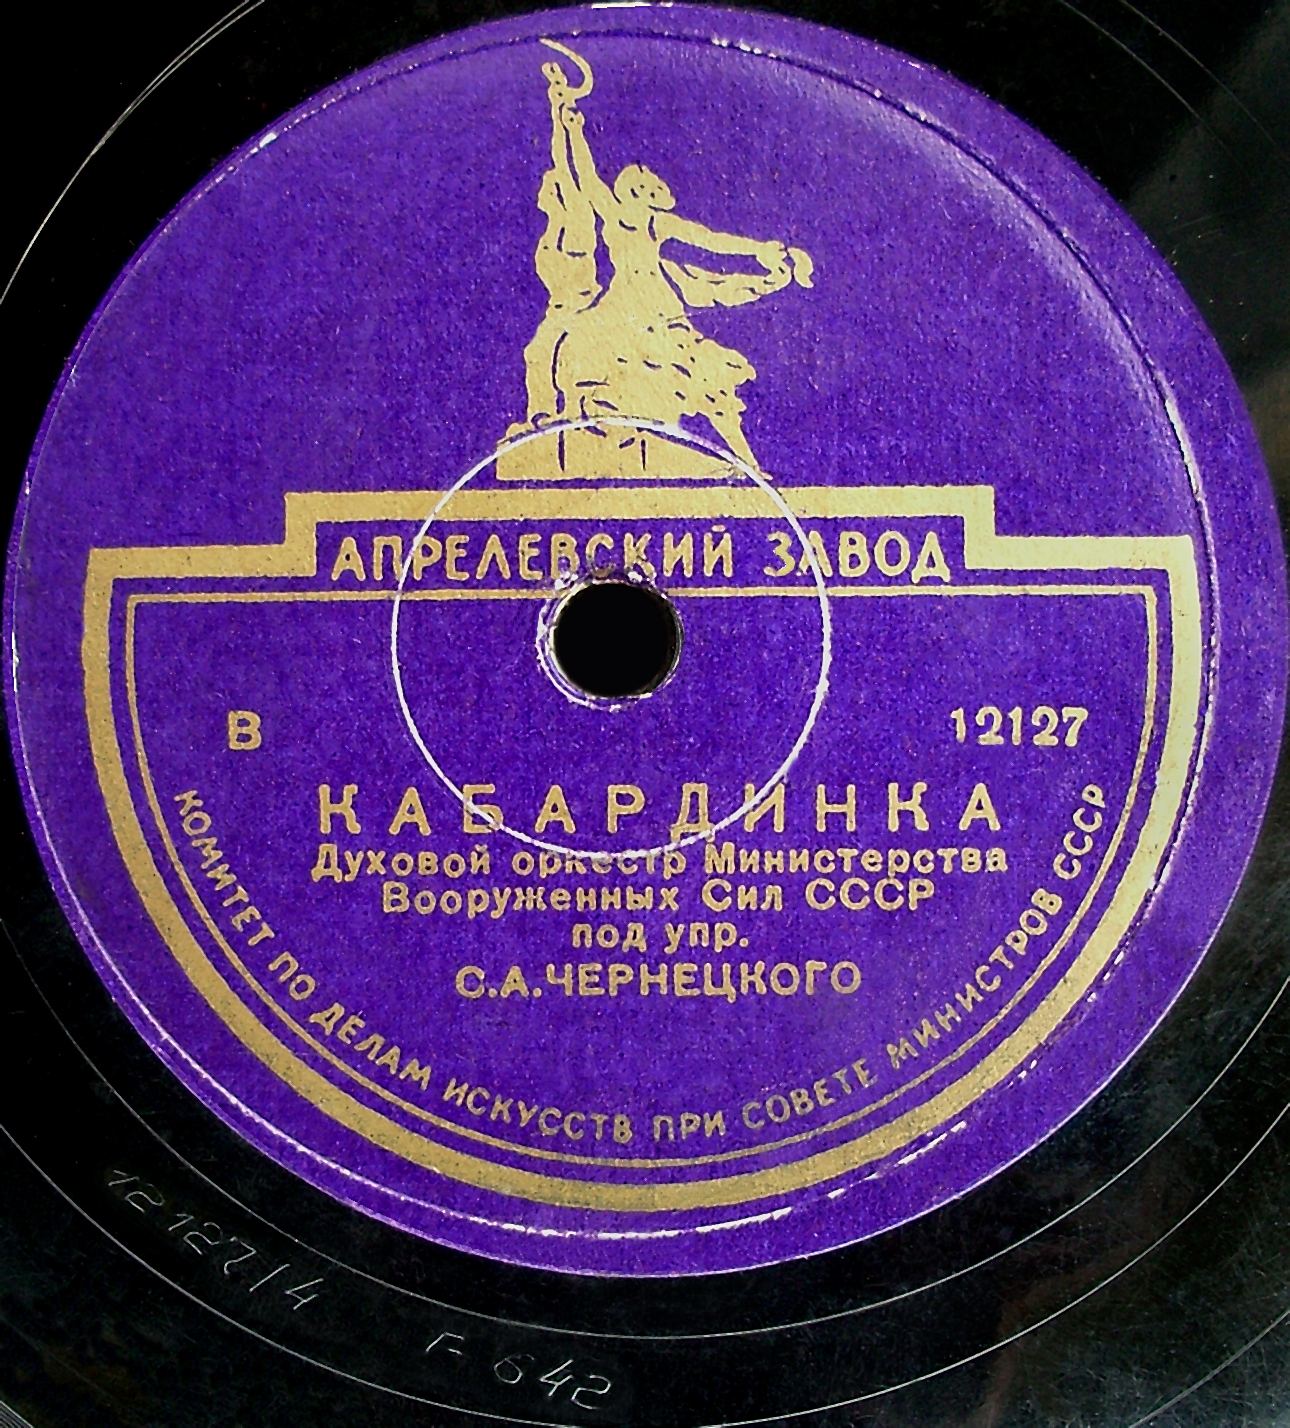 АПРЕЛЕВСКИЙ ЗАВОД
В 12127
КАБАРДИНКА
Духовой оркестр Министерства
Вооруженных Сил СССР
под упр.
С.А.ЧЕРНЕЦКОГО
КОМИТЕТ ПО ДЕЛАМ ИСКУССТВ ПРИ СОВЕТЕ МИНИСТРОВ СССР
12127/4
Г- 642